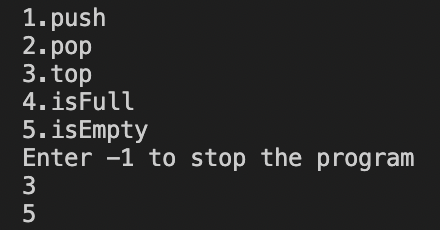 1.push
2.pop
3.top
4.isFull
5.isEmpty
Enter -1 to stop the program
3
5